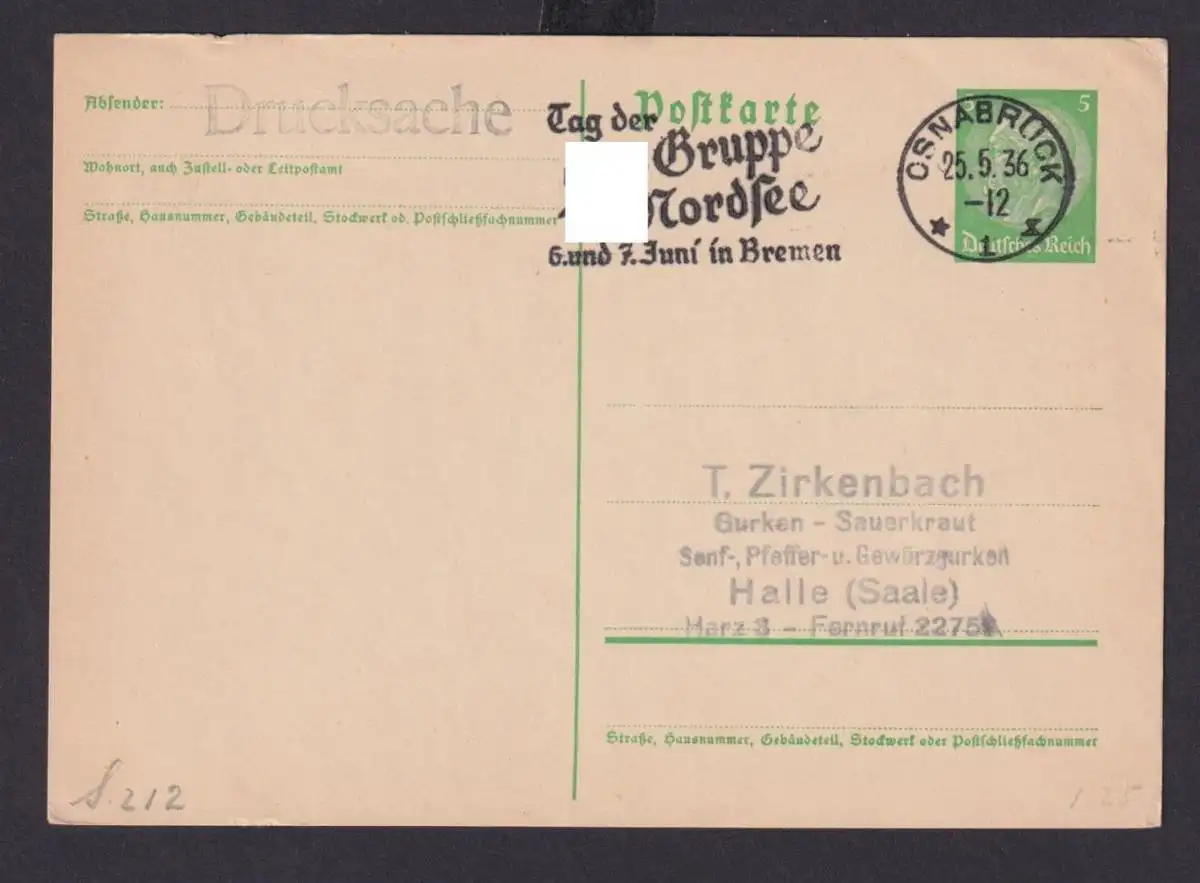 Absender:
Drucksache
Wohnort, auch Zustell- oder Leitpostamt
Straße, Hausnummer, Gebäudeteil, Stockwerk od. Postschließfachnummer
Postkarte
Tag der
Gruppe
Nordsee
6. und 7. Juni in Bremen
OSNABRÜCK
25.5.36
-12
1
5
Deutsches Reich
T. Zirkenbach
Gurken - Sauerkraut
Senf-, Pfeffer- u. Gewürzgurken
Halle (Saale)
Harz 3 - Fernruf 2275
Straße, Hausnummer, Gebäudeteil, Stockwerk oder Postschließfachnummer
S. 212